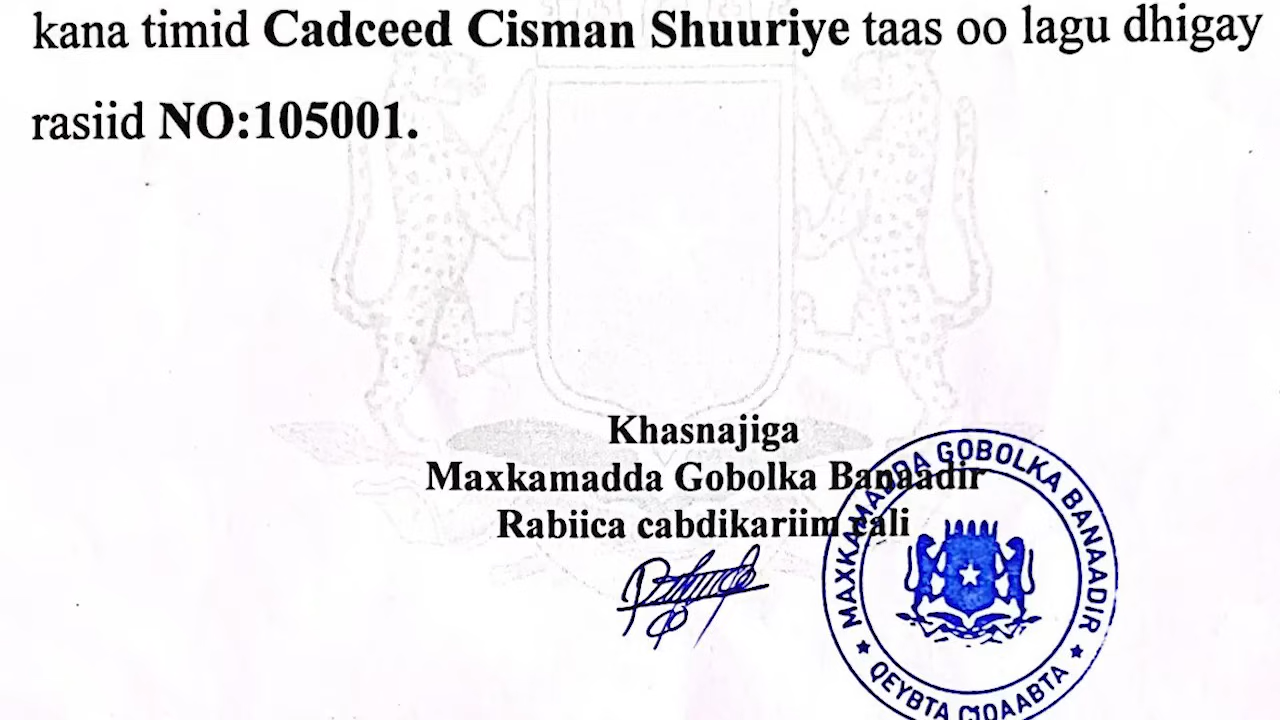 kana timid Cadceed Cisman Shuuriye taas oo lagu dhigay
rasiid NO:105001.
Khasnajiga
Maxkamadda Gobolka Banaadir
Rabiica cabdikariim cali
MAXKAMADDA GOBOLKA BANAADIR
QEYBTA CIQAABTA